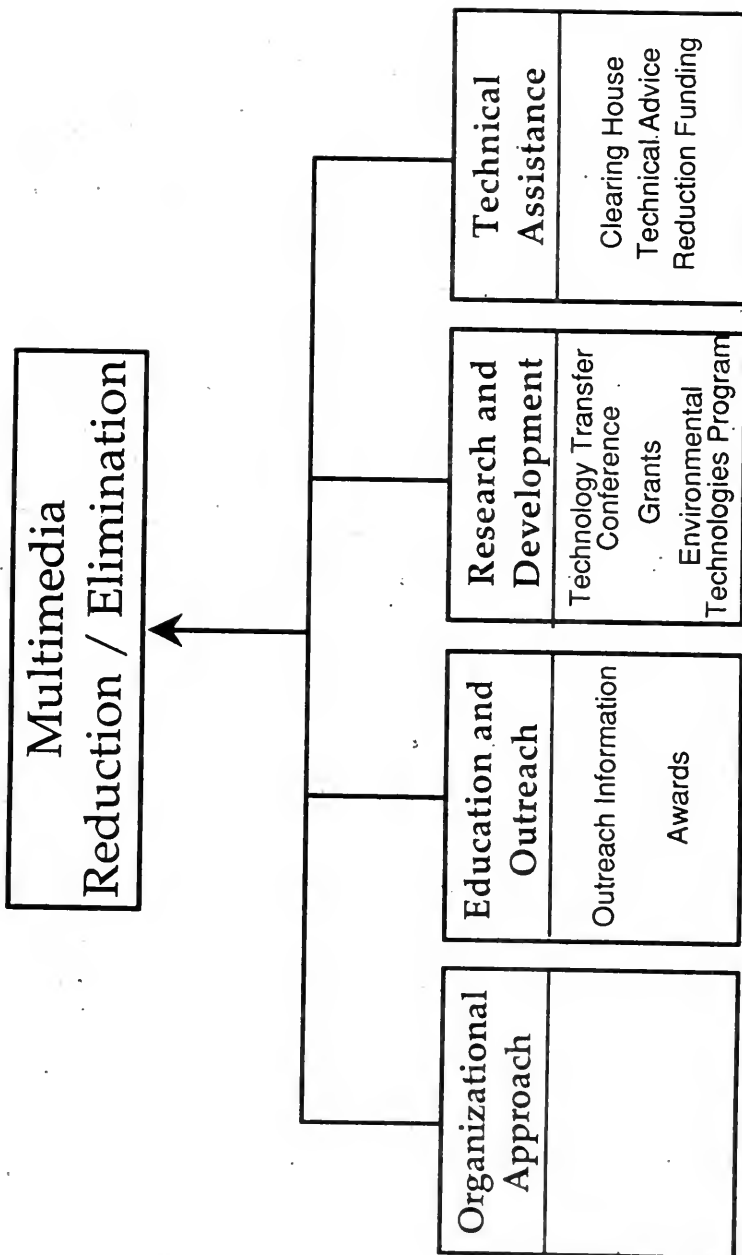 Multimedia
Reduction / Elimination
Organizational
Approach
Education and
Outreach
Outreach Information
Awards
Research and
Development
Technology Transfer
Conference
Grants
Environmental
Technologies Program
Technical
Assistance
Clearing House
Technical Advice
Reduction Funding